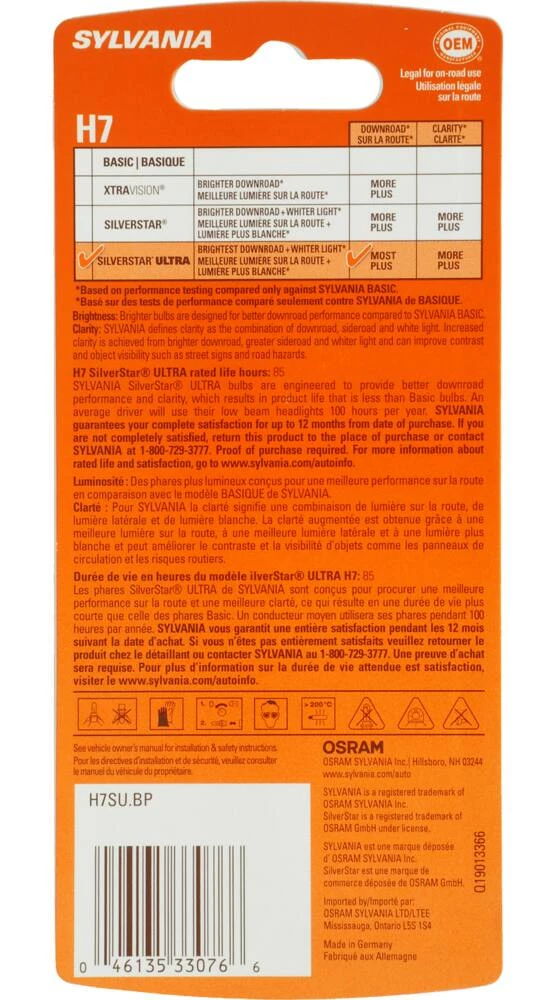 SYLVANIA
ORIGINAL EQUIPMENT
OEM
MANUFACTURER
Legal for on-road use
Utilisation légale
sur la route
H7
DOWNROAD*
SUR LA ROUTE*
CLARITY*
CLARTÉ*
BASIC | BASIQUE
XTRAVISION®
BRIGHTER DOWNROAD*
MEILLEURE LUMIÈRE SUR LA ROUTE*
MORE
PLUS
SILVERSTAR®
BRIGHTER DOWNROAD + WHITER LIGHT*
MEILLEURE LUMIÈRE SUR LA ROUTE +
LUMIÈRE PLUS BLANCHE*
MORE
PLUS
MORE
PLUS
SILVERSTAR® ULTRA
BRIGHTEST DOWNROAD + WHITER LIGHT*
MEILLEURE LUMIÈRE SUR LA ROUTE +
LUMIÈRE PLUS BLANCHE*
MOST
PLUS
MORE
PLUS
*Based on performance testing compared only against SYLVANIA BASIC.
*Basé sur des tests de performance comparé seulement contre SYLVANIA de BASIQUE.
Brightness: Brighter bulbs are designed for better downroad performance compared to SYLVANIA BASIC.
Clarity: SYLVANIA defines clarity as the combination of downroad, sideroad and white light. Increased
clarity is achieved from brighter downroad, greater sideroad and whiter light and can improve contrast
and object visibility such as street signs and road hazards.
H7 SilverStar® ULTRA rated life hours: 85
SYLVANIA SilverStar® ULTRA bulbs are engineered to provide better downroad
performance and clarity, which results in product life that is less than Basic bulbs. An
average driver will use their low beam headlights 100 hours per year. SYLVANIA
guarantees your complete satisfaction for up to 12 months from date of purchase. If you
are not completely satisfied, return this product to the place of purchase or contact
SYLVANIA at 1-800-729-3777. Proof of purchase required. For more information about
rated life and satisfaction, go to www.sylvania.com/autoinfo.
Luminosité : Des phares plus lumineux conçus pour une meilleure performance sur la route
en comparaison avec le modèle BASIQUE de SYLVANIA.
Clarté : Pour SYLVANIA la clarté signifie une combinaison de lumière sur la route, de
lumière latérale et de lumière blanche. La clarté augmentée est obtenue grâce à une
meilleure lumière sur la route, à une meilleure lumière latérale et à une lumière plus
blanche et peut améliorer le contraste et la visibilité d'objets comme les panneaux de
circulation et les risques routiers.
Durée de vie en heures du modèle ilverStar® ULTRA H7: 85
Les phares SilverStar® ULTRA de SYLVANIA sont conçus pour procurer une meilleure
performance sur la route et une meilleure clarté, ce qui résulte en une durée de vie plus
courte que celle des phares Basic. Un conducteur moyen utilisera ses phares pendant 100
heures par année. SYLVANIA vous garantit une entière satisfaction pendant les 12 mois
suivant la date d'achat. Si vous n'êtes pas entièrement satisfaits veuillez retourner le
produit chez le détaillant ou contacter SYLVANIA au 1-800-729-3777. Une preuve d'achat
sera requise. Pour plus d'information sur la durée de vie attendue est satisfaction,
visiter le www.sylvania.com/autoinfo.
1.
2.
> 200°C
See vehicle owner's manual for installation & safety instructions.
Pour les directives d'installation et de sécurité, veuillez consulter
le manuel du véhicule du propriétaire.
OSRAM
OSRAM SYLVANIA Inc.| Hillsboro, NH 03244
www.sylvania.com/auto
SYLVANIA is a registered trademark of
OSRAM SYLVANIA Inc.
SilverStar is a registered trademark of
OSRAM GmbH under license.
SYLVANIA est une marque déposée
d' OSRAM SYLVANIA Inc.
SilverStar est une marque de
commerce déposée de OSRAM GmbH.
Imported by/Importé par:
OSRAM SYLVANIA LTD/LTEE
Mississauga, Ontario L5S 1S4
Made in Germany
Fabriqué aux Allemagne
Q19013366
H7SU.BP
0 46135 33076 6